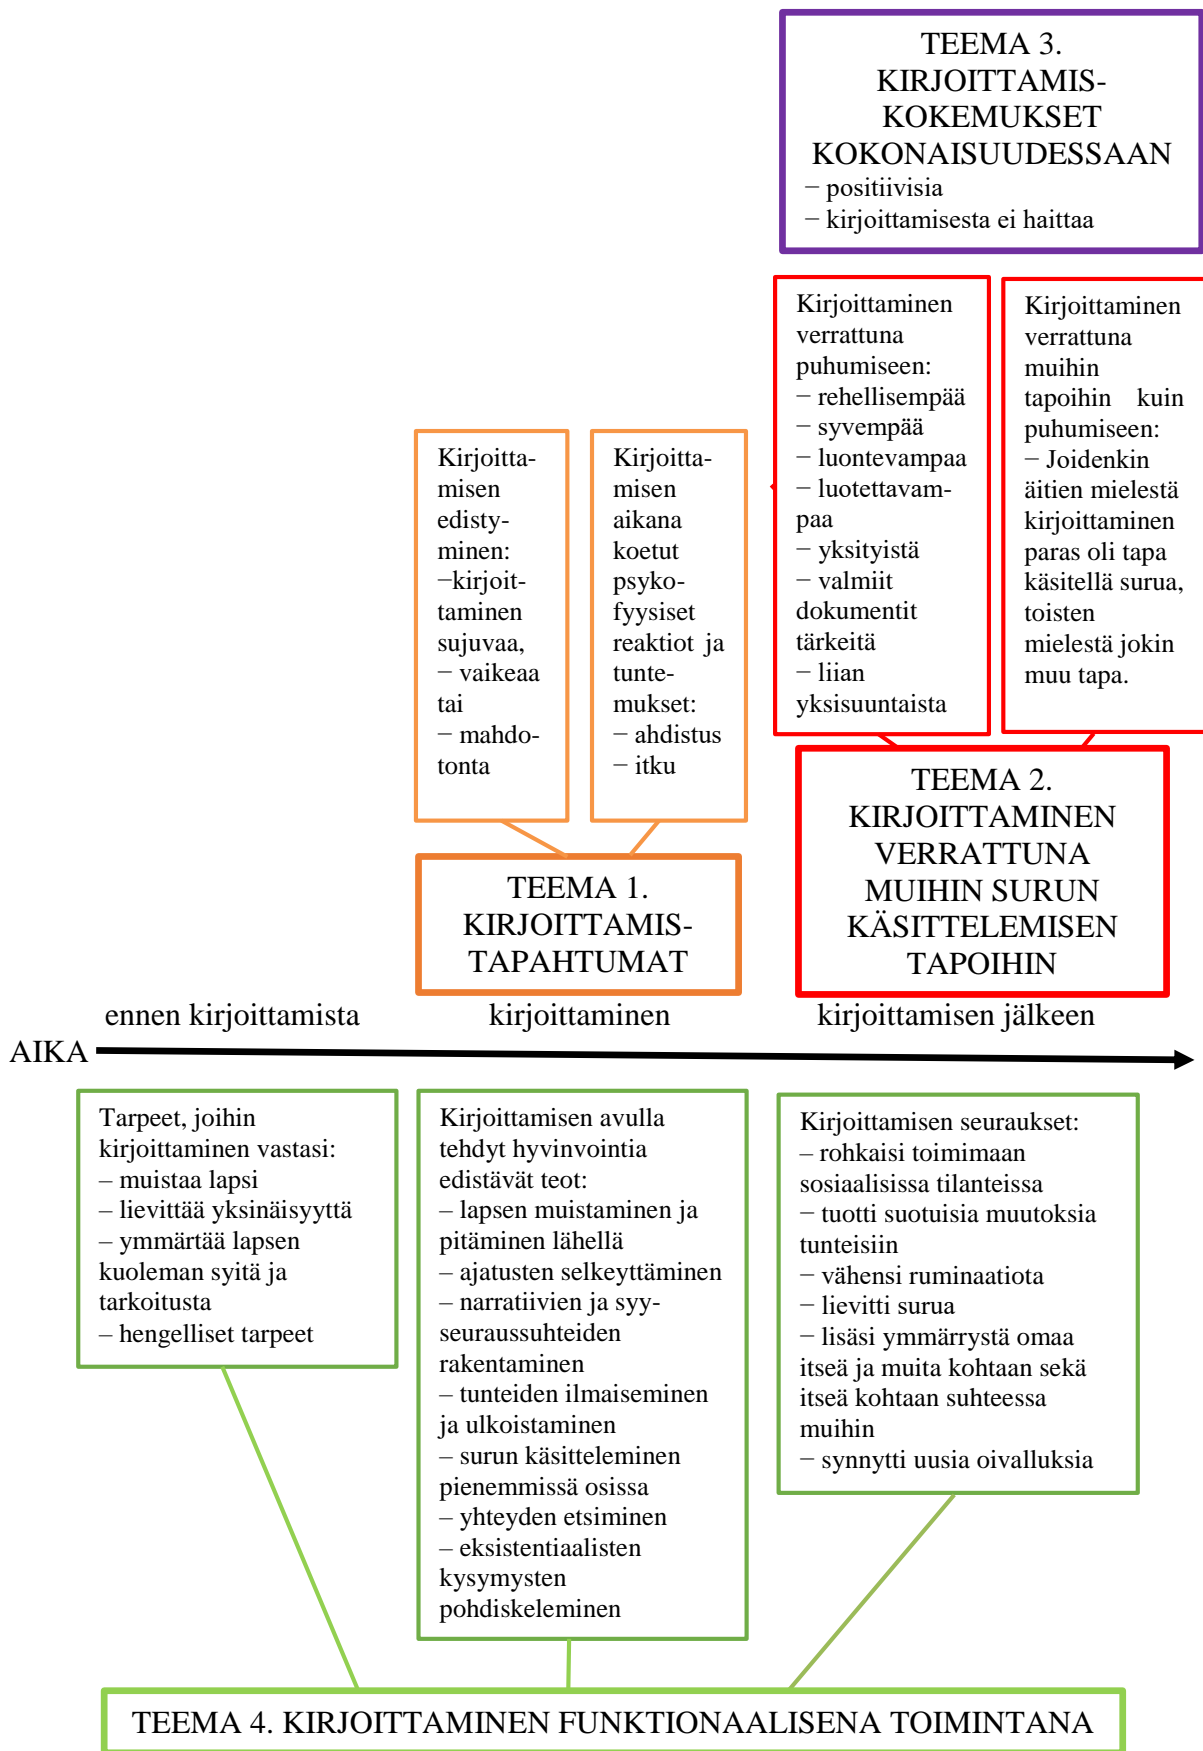 TEEMA 3.
KIRJOITTAMIS-
KOKEMUKSET
KOKONAISUUDESSAAN
− positiivisia
− kirjoittamisesta ei haittaa
Kirjoittaminen
verrattuna
puhumiseen:
− rehellisempää
− syvempää
− luontevampaa
− luotettavam-
paa
− yksityistä
− valmiit
dokumentit
tärkeitä
− liian
yksisuuntaista
Kirjoittaminen
verrattuna
muihin
tapoihin kuin
puhumiseen:
− Joidenkin
äitien mielestä
kirjoittaminen
paras oli tapa
käsitellä surua,
toisten
mielestä jokin
muu tapa.
Kirjoitta-
misen
edisty-
minen:
−kirjoit-
taminen
sujuvaa,
− vaikeaa
tai
− mahdo-
tonta
Kirjoitta-
misen
aikana
koetut
psyko-
fyysiset
reaktiot ja
tunte-
mukset:
− ahdistus
− itku
TEEMA 1.
KIRJOITTAMIS-
TAPAHTUMAT
TEEMA 2.
KIRJOITTAMINEN
VERRATTUNA
MUIHIN SURUN
KÄSITTELEMISEN
TAPOIHIN
ennen kirjoittamista
kirjoittaminen
kirjoittamisen jälkeen
AIKA
Tarpeet, joihin
kirjoittaminen vastasi:
– muistaa lapsi
– lievittää yksinäisyyttä
– ymmärtää lapsen
kuoleman syitä ja
tarkoitusta
– hengelliset tarpeet
Kirjoittamisen avulla
tehdyt hyvinvointia
edistävät teot:
– lapsen muistaminen ja
pitäminen lähellä
– ajatusten selkeyttäminen
– narratiivien ja syy-
seuraussuhteiden
rakentaminen
– tunteiden ilmaiseminen
ja ulkoistaminen
– surun käsitteleminen
pienemmissä osissa
– yhteyden etsiminen
– eksistentiaalisten
kysymysten
pohdiskeleminen
Kirjoittamisen seuraukset:
– rohkaisi toimimaan
sosiaalisissa tilanteissa
− tuotti suotuisia muutoksia
tunteisiin
− vähensi ruminaatiota
− lievitti surua
− lisäsi ymmärrystä omaa
itseä ja muita kohtaan sekä
itseä kohtaan suhteessa
muihin
− synnytti uusia oivalluksia
TEEMA 4. KIRJOITTAMINEN FUNKTIONAALISENA TOIMINTANA